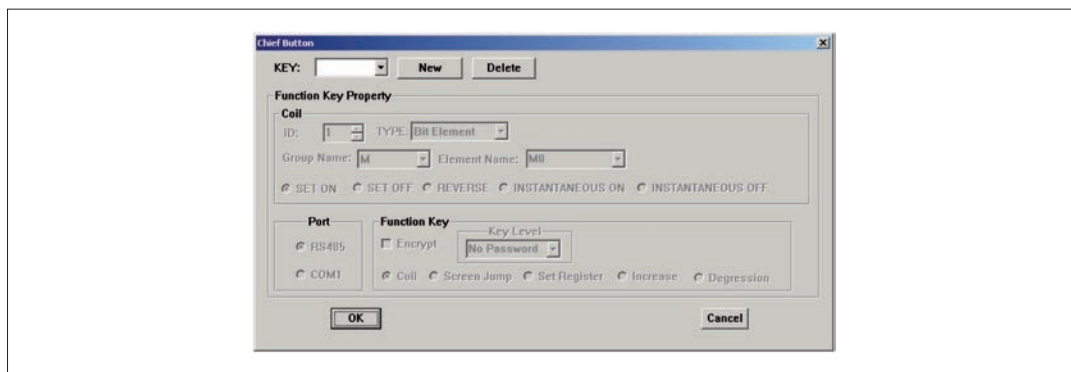 Chief Button
KEY: New Delete
Function Key Property
Coil
ID: 1 TYPE: Bit Element
Group Name: M Element Name: M0
SET ON SET OFF REVERSE INSTANTANEOUS ON INSTANTANEOUS OFF
Port
RS485
COM1
Function Key
Encrypt
Key Level
No Password
Coil Screen Jump Set Register Increase Degression
OK Cancel